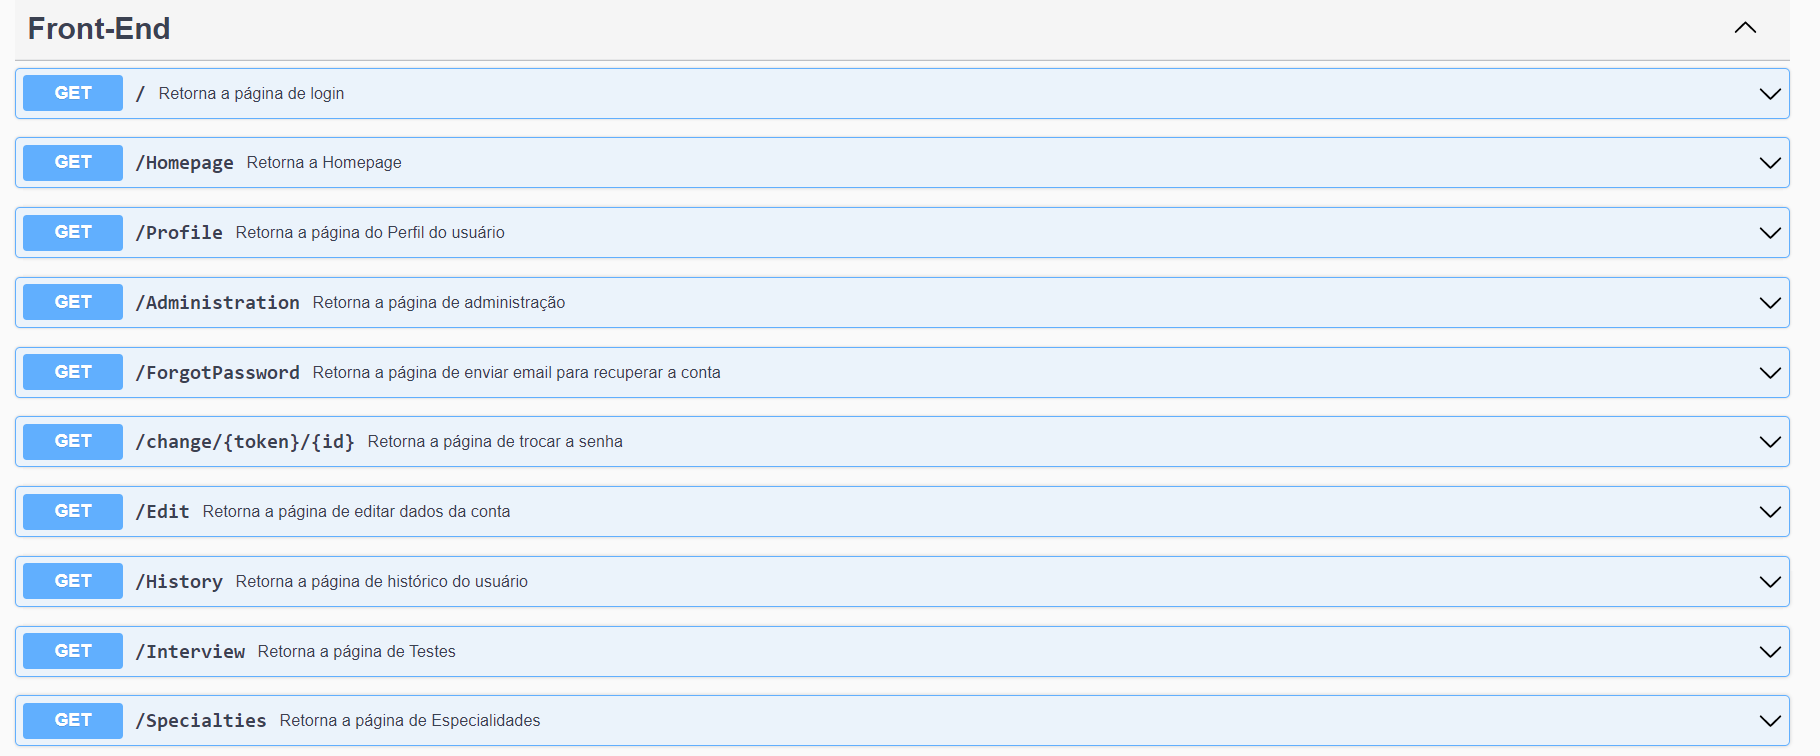 Front-End
GET / Retorna a página de login
GET /Homepage Retorna a Homepage
GET /Profile Retorna a página do Perfil do usuário
GET /Administration Retorna a página de administração
GET /ForgotPassword Retorna a página de enviar email para recuperar a conta
GET /change/{token}/{id} Retorna a página de trocar a senha
GET /Edit Retorna a página de editar dados da conta
GET /History Retorna a página de histórico do usuário
GET /Interview Retorna a página de Testes
GET /Specialties Retorna a página de Especialidades